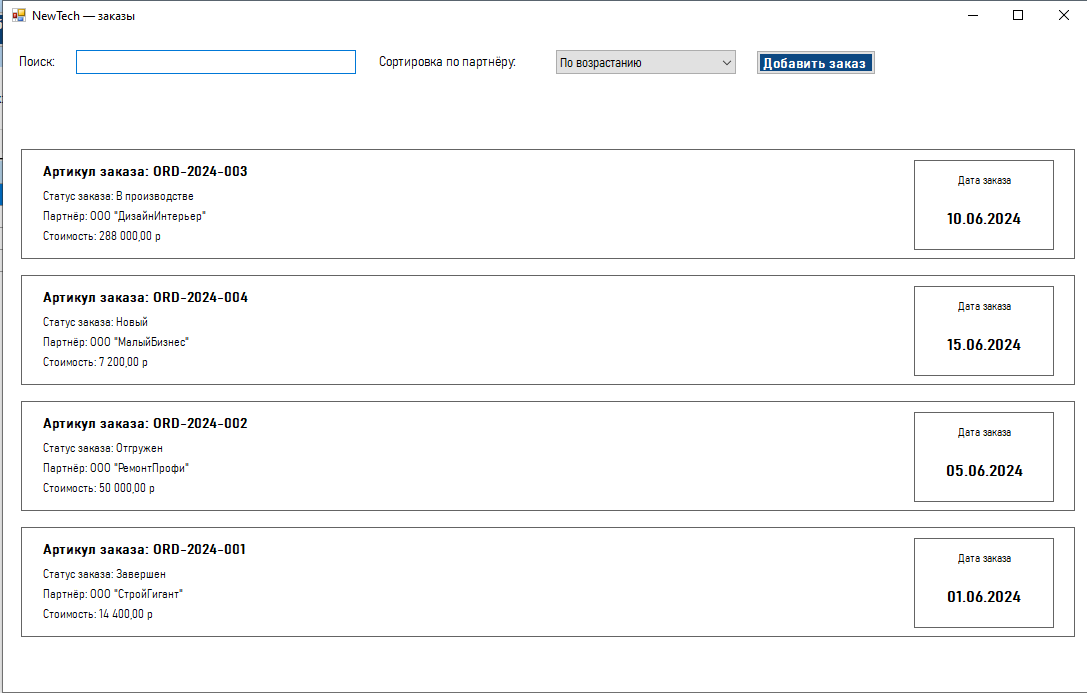 NewTech — заказы
Поиск: Сортировка по партнёру: По возрастанию Добавить заказ
Артикул заказа: ORD-2024-003
Статус заказа: В производстве
Партнёр: ООО "ДизайнИнтерьер"
Стоимость: 288 000,00 р
Дата заказа
10.06.2024
Артикул заказа: ORD-2024-004
Статус заказа: Новый
Партнёр: ООО "МалыйБизнес"
Стоимость: 7 200,00 р
Дата заказа
15.06.2024
Артикул заказа: ORD-2024-002
Статус заказа: Отгружен
Партнёр: ООО "РемонтПрофи"
Стоимость: 50 000,00 р
Дата заказа
05.06.2024
Артикул заказа: ORD-2024-001
Статус заказа: Завершен
Партнёр: ООО "СтройГигант"
Стоимость: 14 400,00 р
Дата заказа
01.06.2024